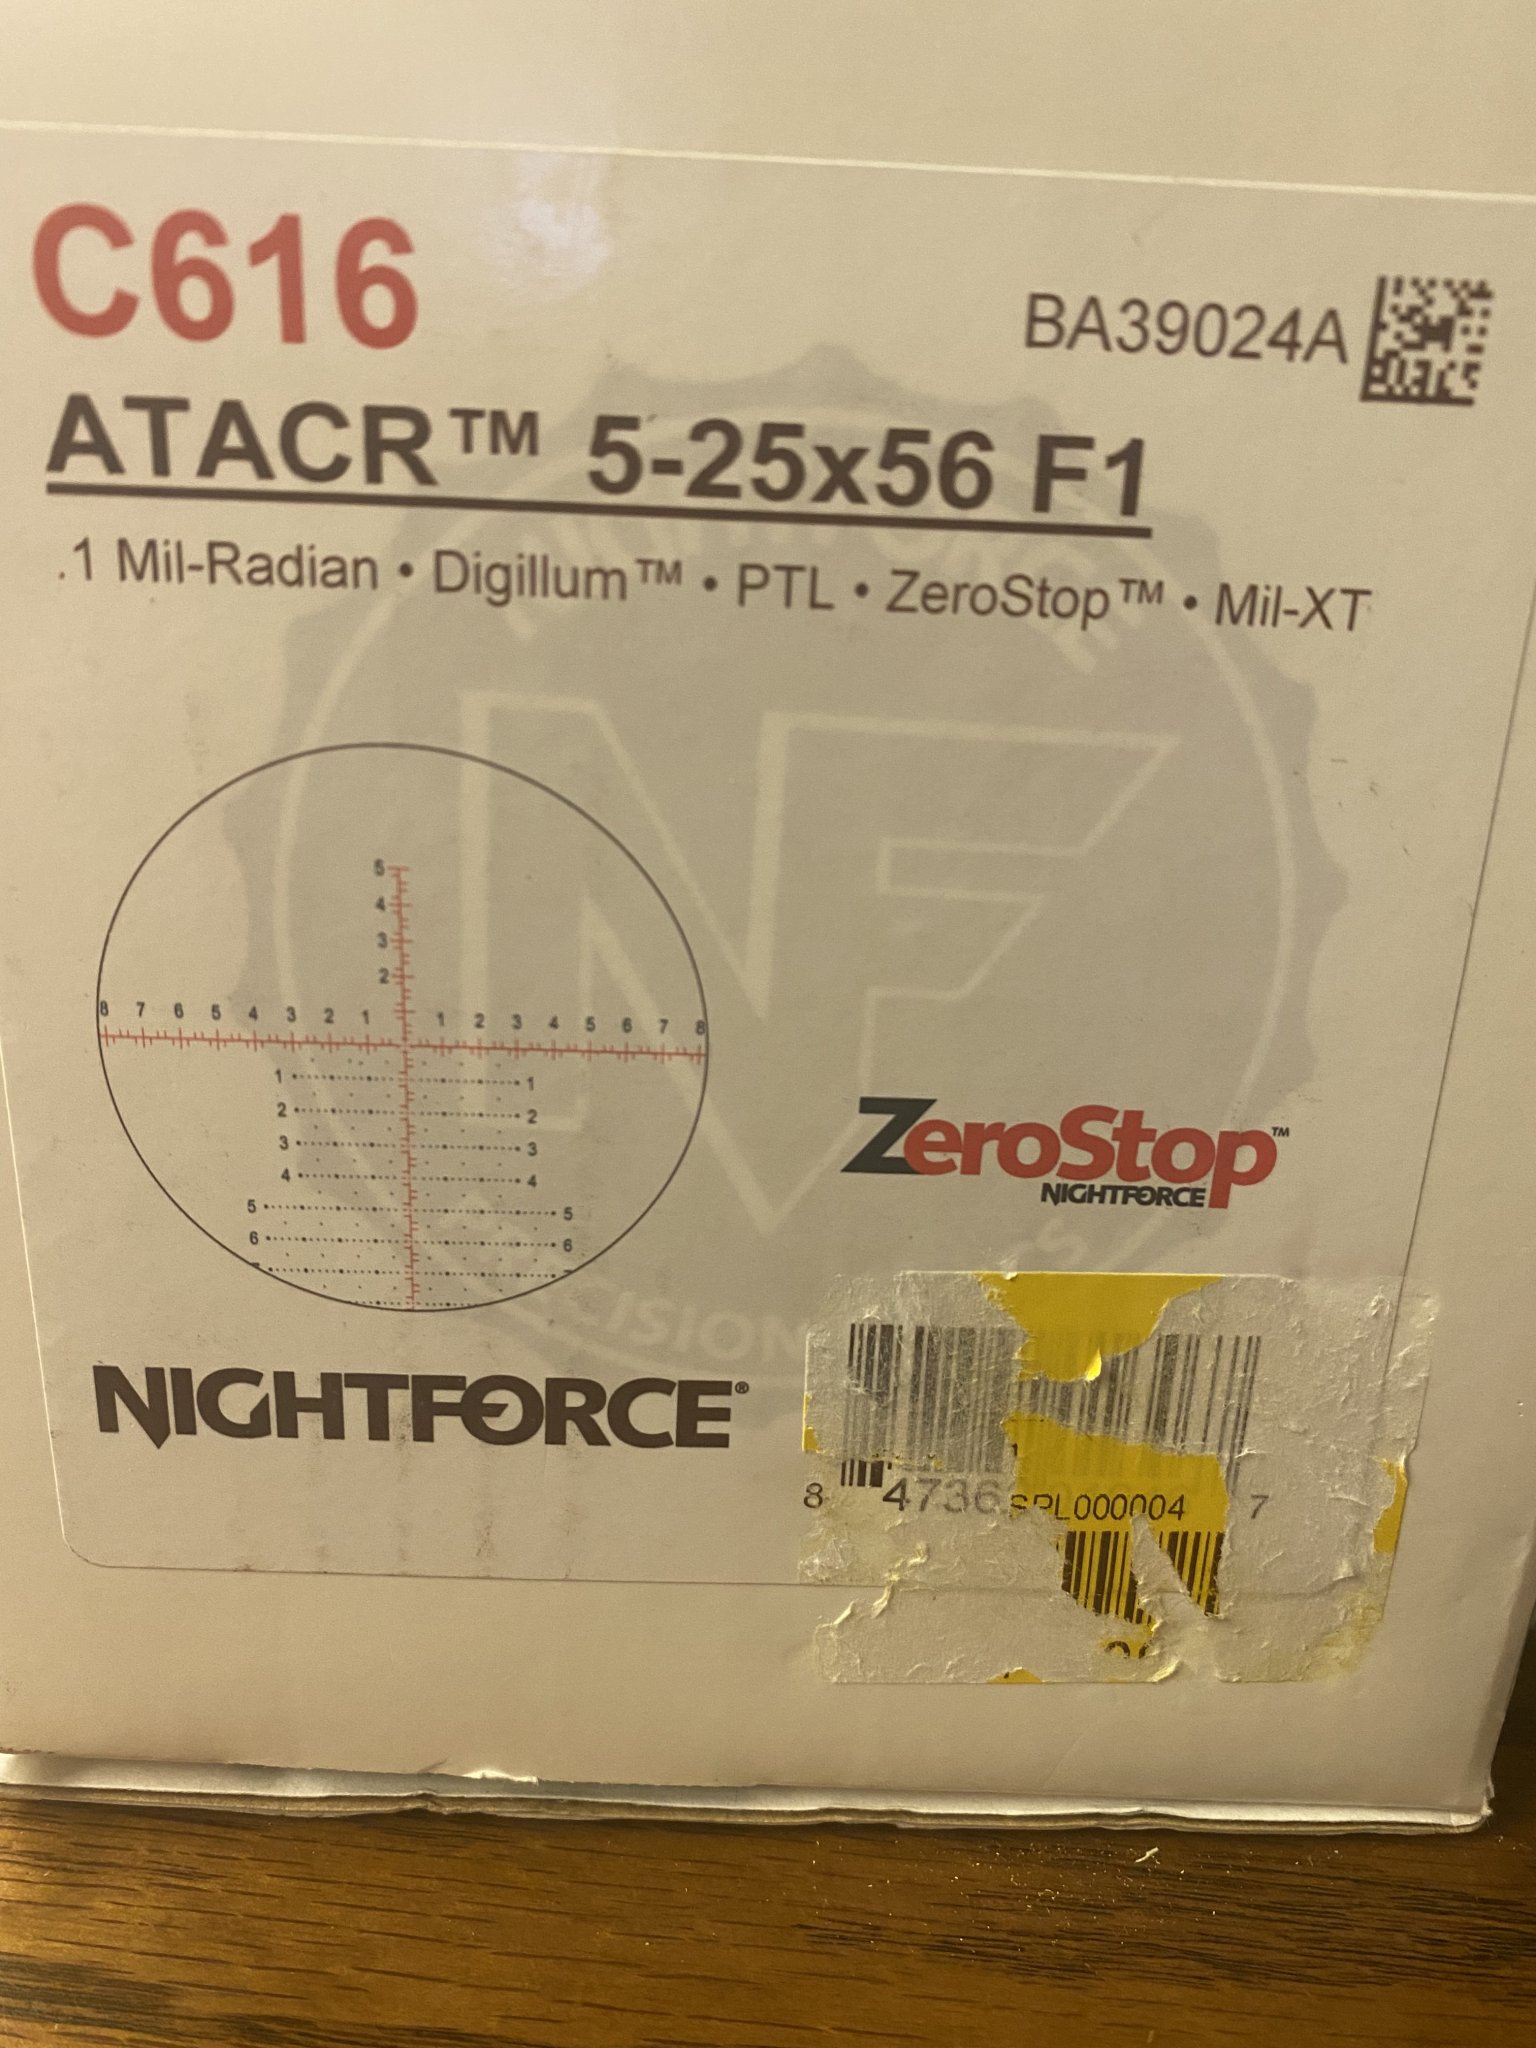 C616
BA39024A
ATACR™ 5-25x56 F1
.1 Mil-Radian • Digillum™ • PTL • ZeroStop™ • Mil-XT
5
4
3
2
8 7 6 5 4 3 2 1 1 2 3 4 5 6 7 8
1 1
2 2
3 3
4 4
5 5
6 6
NF
ZeroStop™
NIGHTFORCE
NIGHTFORCE®
8 4736 7
SPL000004